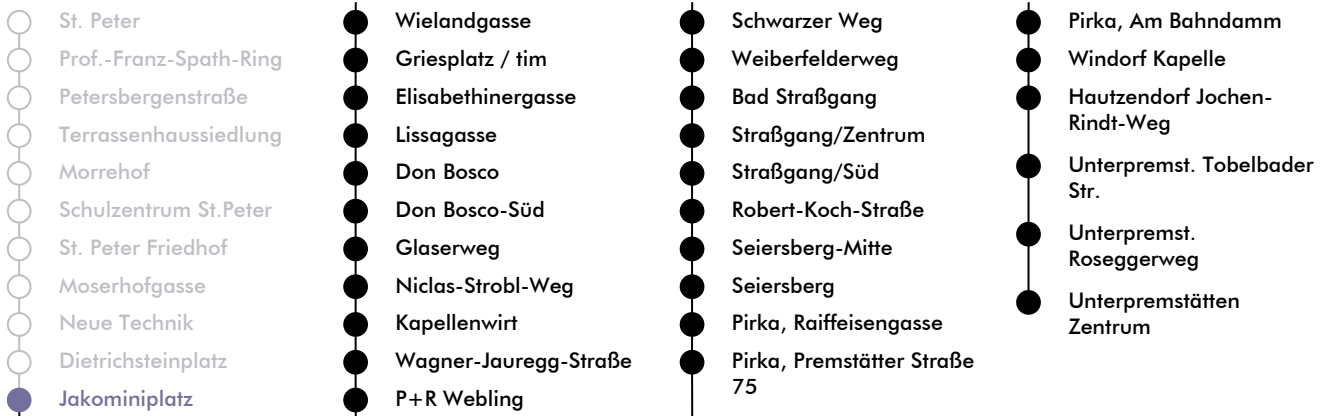 St. Peter
Prof.-Franz-Spath-Ring
Petersbergenstraße
Terrassenhaussiedlung
Morrehof
Schulzentrum St.Peter
St. Peter Friedhof
Moserhofgasse
Neue Technik
Dietrichsteinplatz
Jakominiplatz
Wielandgasse
Griesplatz / tim
Elisabethinergasse
Lissagasse
Don Bosco
Don Bosco-Süd
Glaserweg
Niclas-Strobl-Weg
Kapellenwirt
Wagner-Jauregg-Straße
P+R Webling
Schwarzer Weg
Weiberfelderweg
Bad Straßgang
Straßgang/Zentrum
Straßgang/Süd
Robert-Koch-Straße
Seiersberg-Mitte
Seiersberg
Pirka, Raiffeisengasse
Pirka, Premstätter Straße
75
Pirka, Am Bahndamm
Windorf Kapelle
Hautzendorf Jochen-
Rindt-Weg
Unterpremst. Tobelbader
Str.
Unterpremst.
Roseggerweg
Unterpremstätten
Zentrum